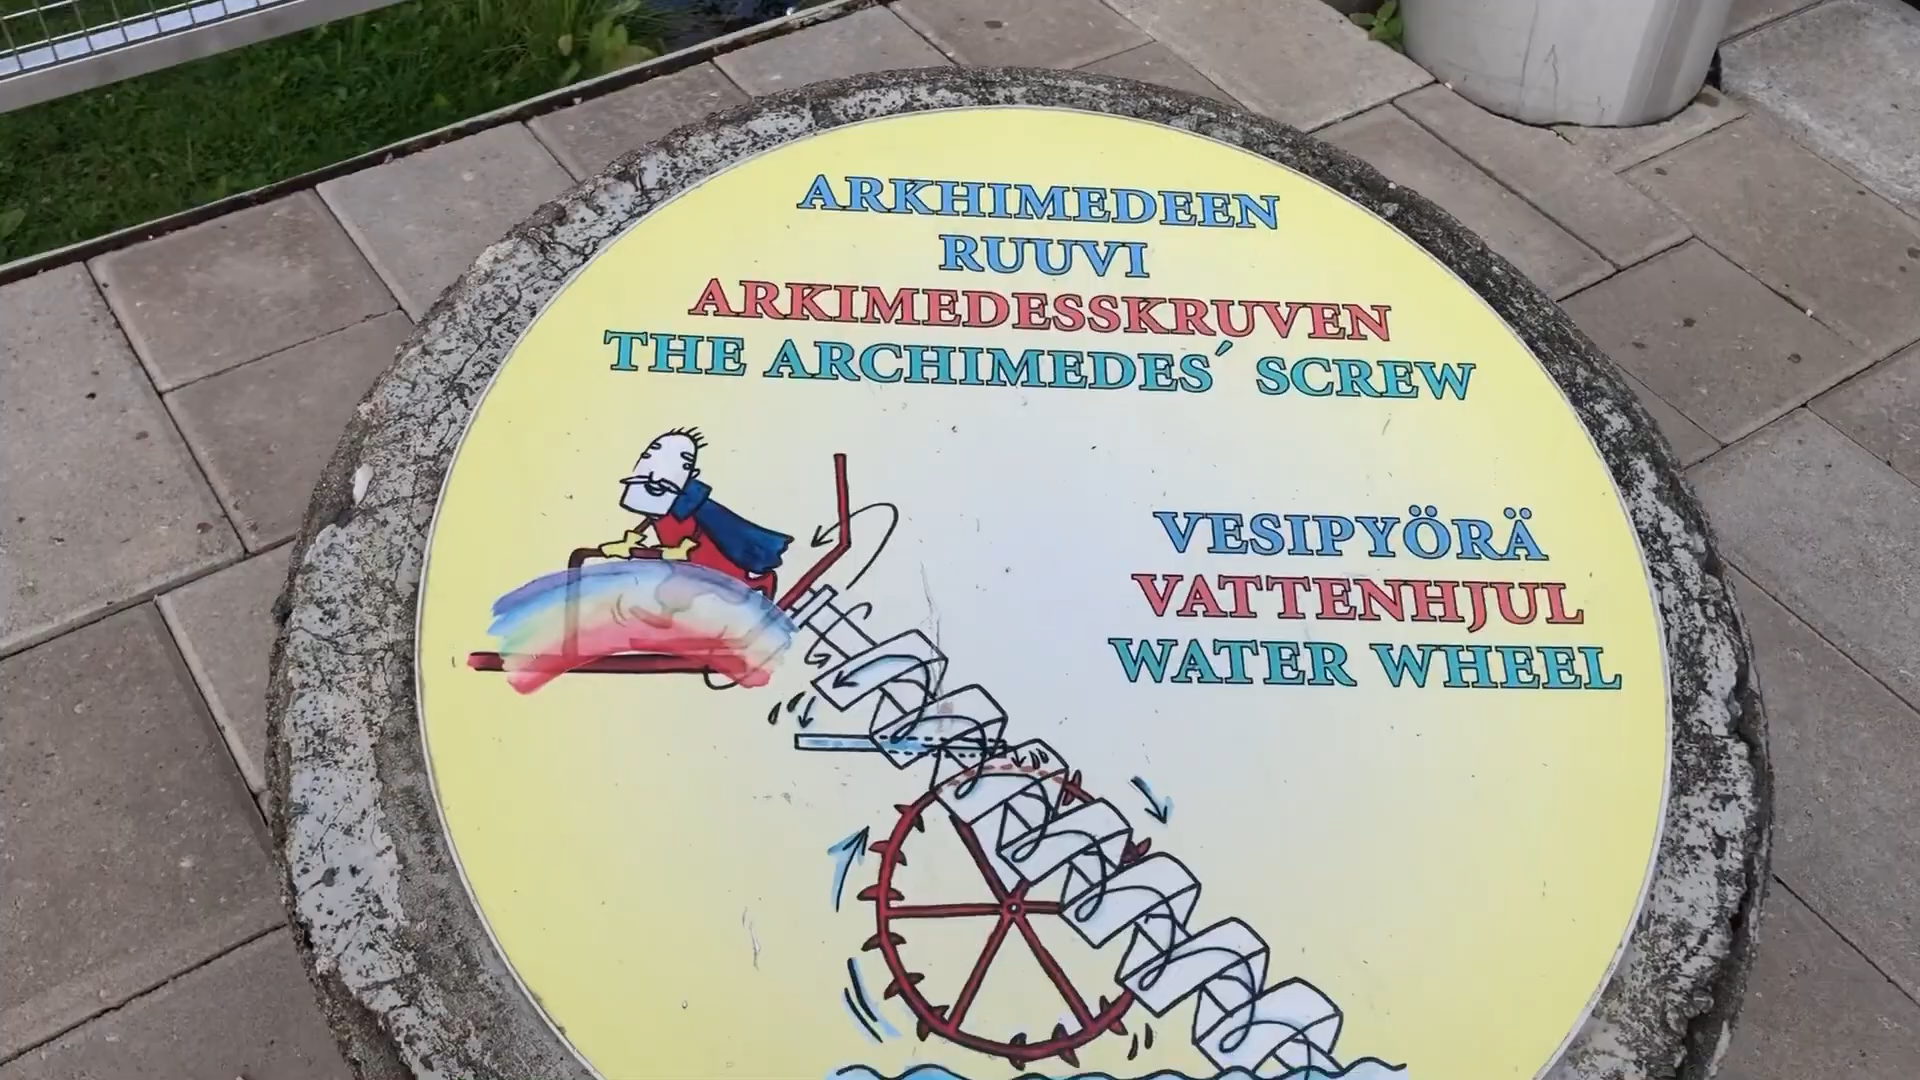 ARKHIMEDEEN
RUUVI
ARKIMEDESSKRUVEN
THE ARCHIMEDES´ SCREW
VESIPYÖRÄ
VATTENHJUL
WATER WHEEL